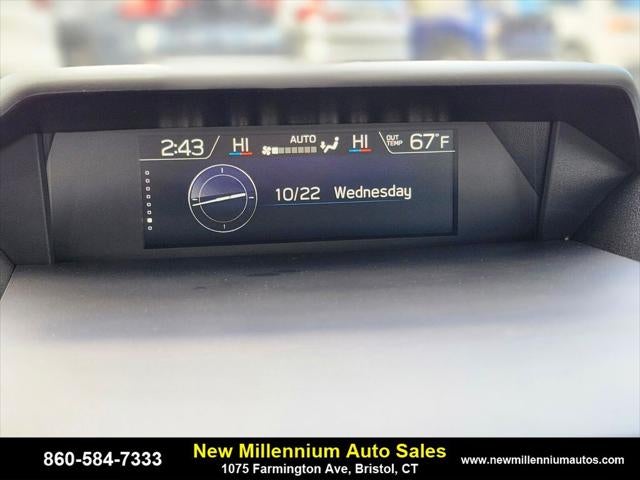 2:43 HI AUTO HI OUT TEMP 67°F
10/22 Wednesday
860-584-7333 New Millennium Auto Sales www.newmillenniumautos.com
1075 Farmington Ave, Bristol, CT